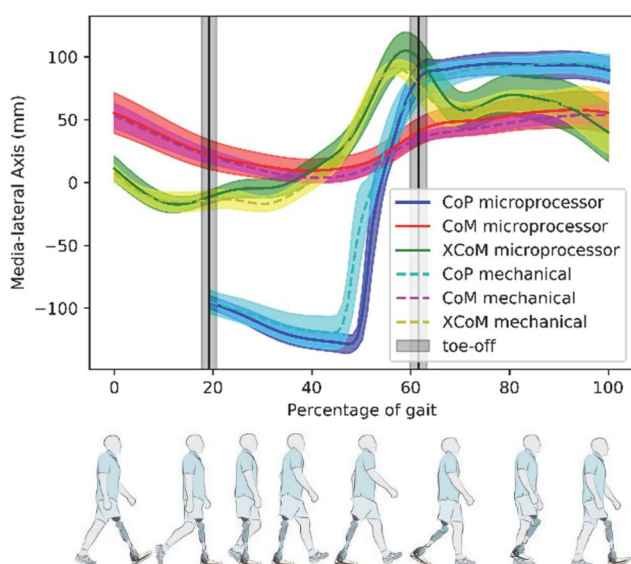 Media-lateral Axis (mm)
100
50
0
−50
−100
CoP microprocessor
CoM microprocessor
XCoM microprocessor
CoP mechanical
CoM mechanical
XCoM mechanical
toe-off
0 20 40 60 80 100
Percentage of gait